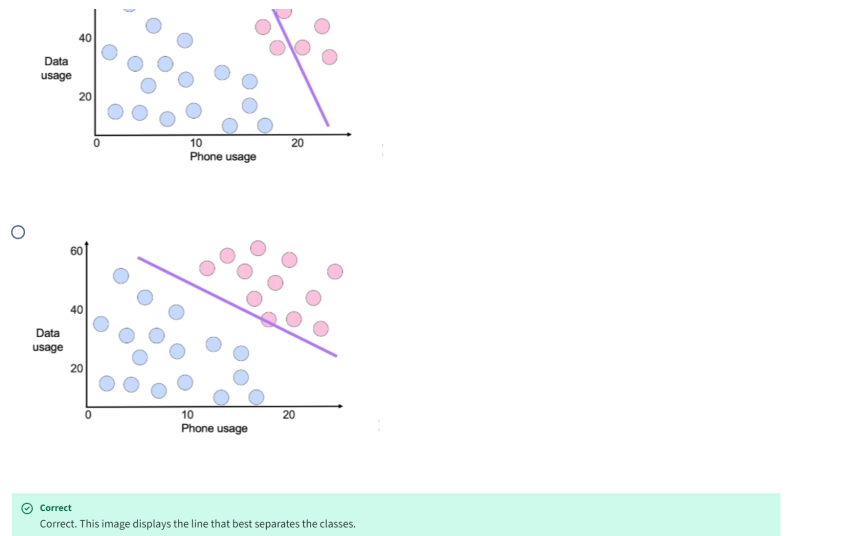 40
Data
usage
20
0 10 20
Phone usage
60
40
Data
usage
20
0 10 20
Phone usage
Correct
Correct. This image displays the line that best separates the classes.